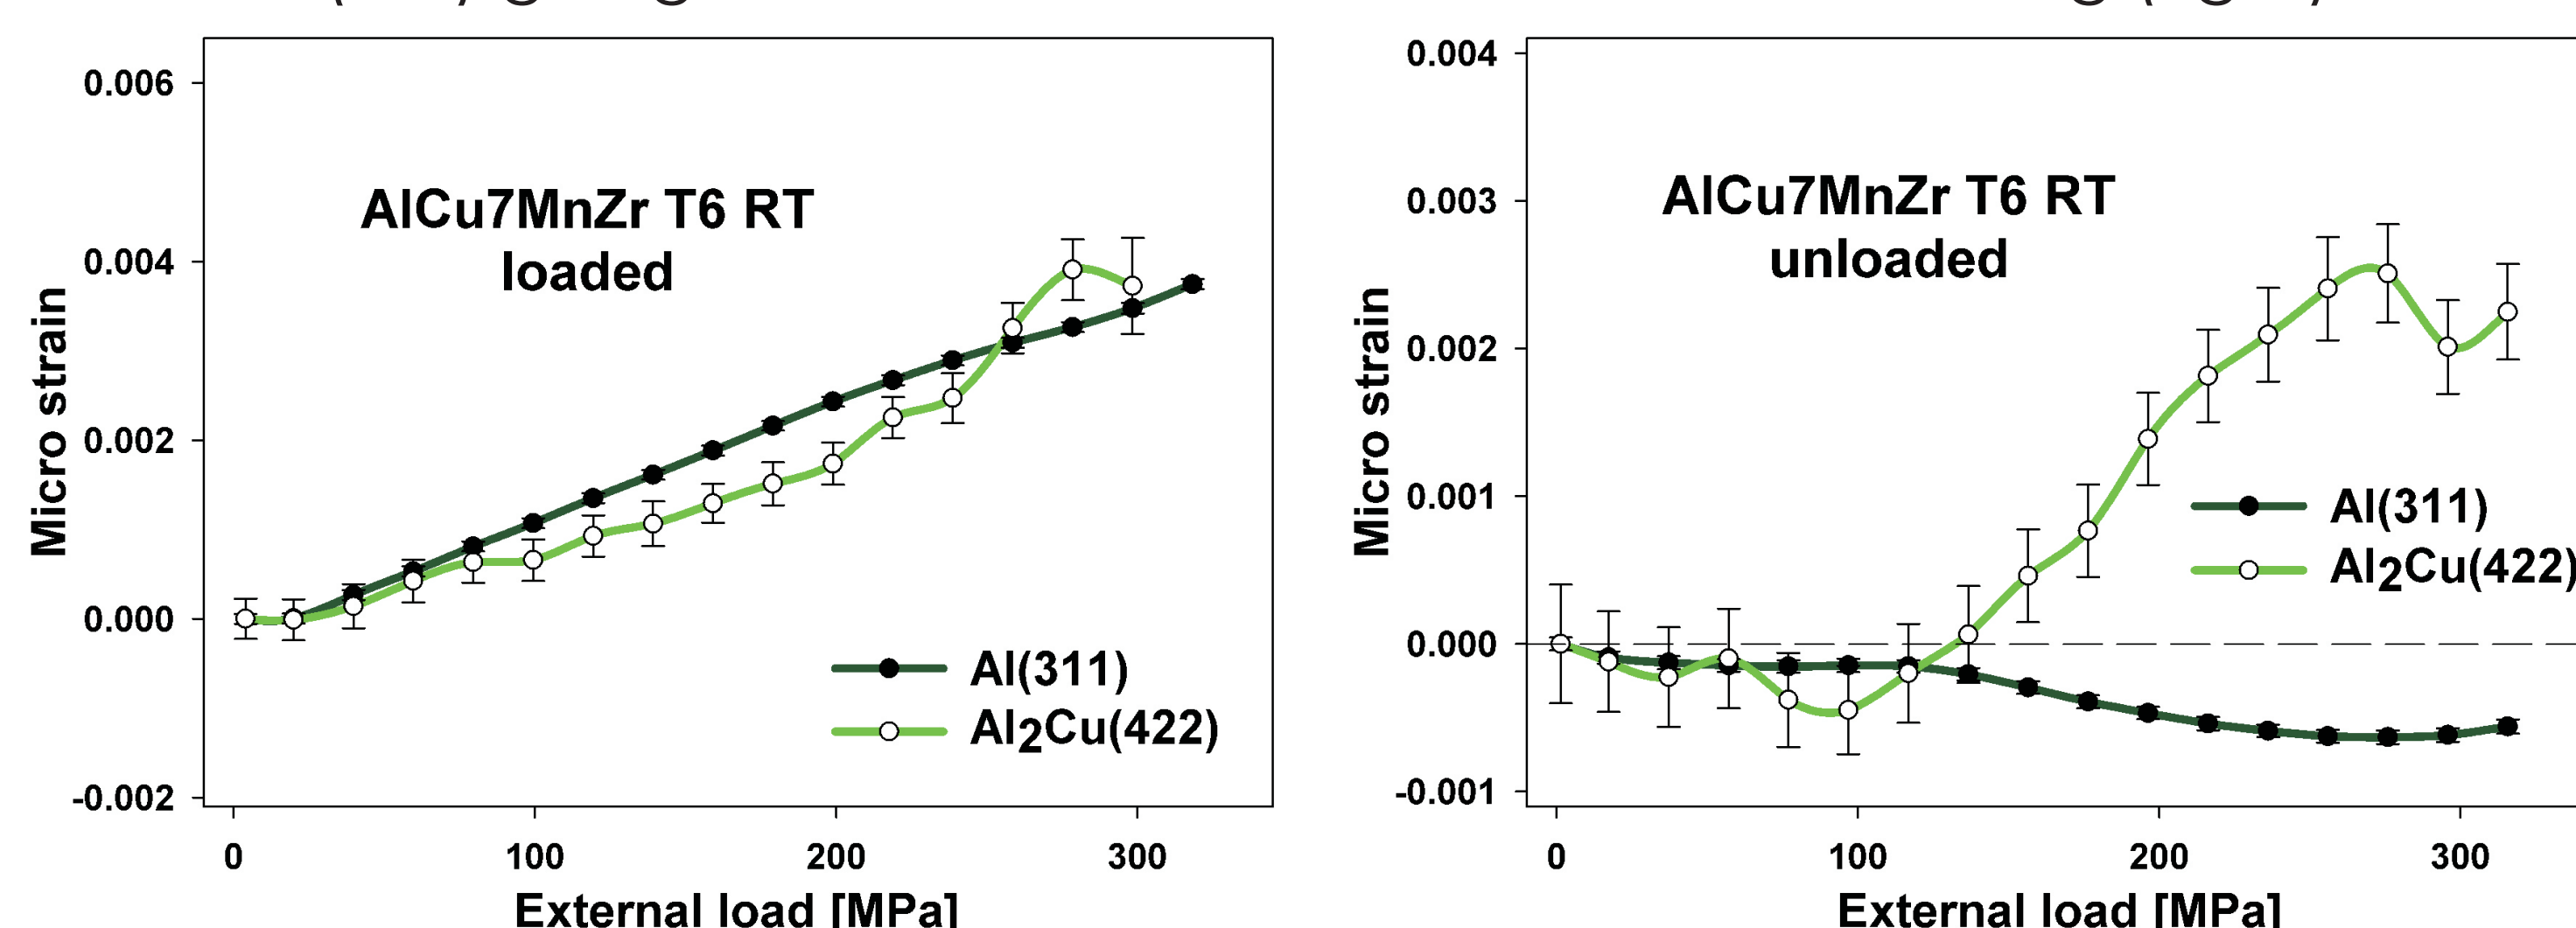 0.006
0.004
0.002
0.000
-0.002
Micro strain
AlCu7MnZr T6 RT
loaded
Al(311)
Al2Cu(422)
0
100
200
300
External load [MPa]
0.004
0.003
0.002
0.001
0.000
-0.001
Micro strain
AlCu7MnZr T6 RT
unloaded
Al(311)
Al2Cu(422)
0
100
200
300
External load [MPa]